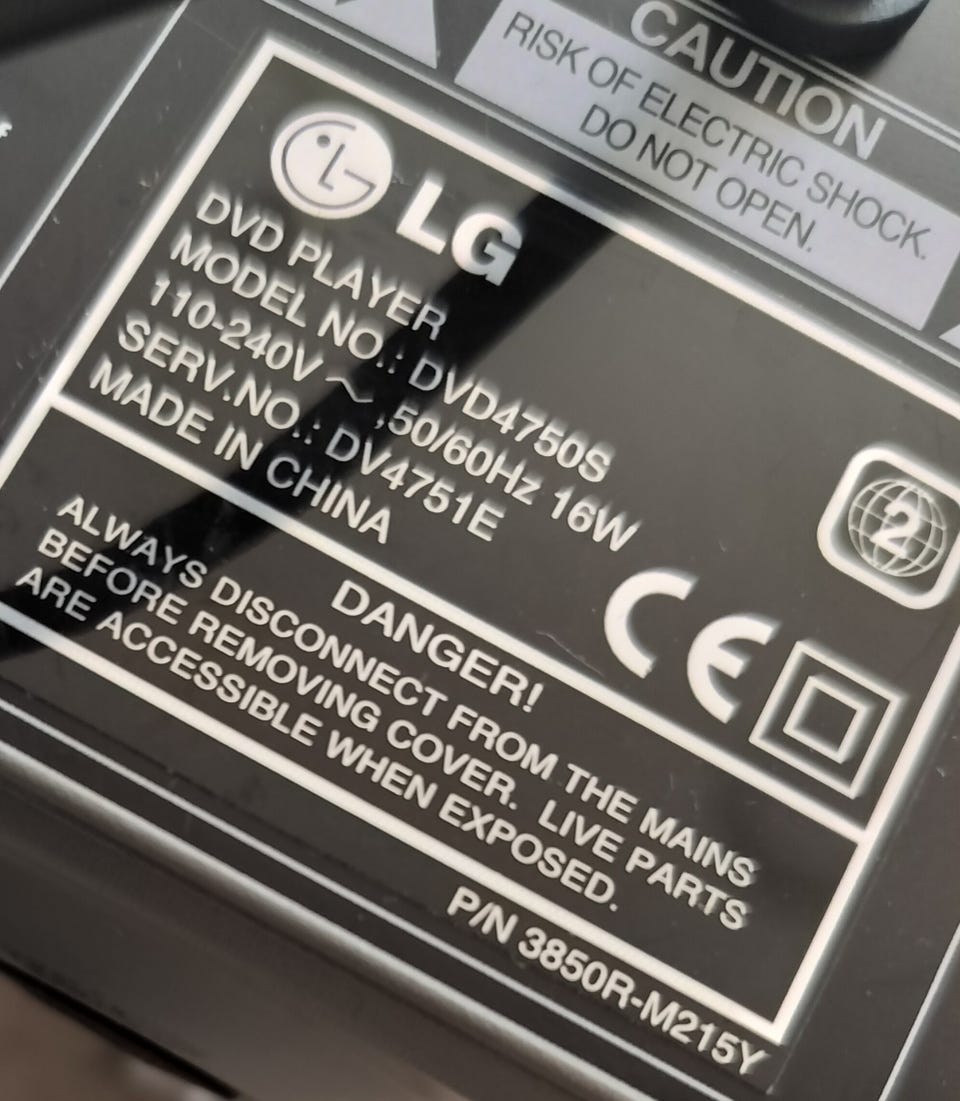 CAUTION
RISK OF ELECTRIC SHOCK.
DO NOT OPEN.
LG
DVD PLAYER
MODEL NO.: DVD4750S
110-240V ~ ,50/60Hz 16W
SERV.NO.: DV4751E
MADE IN CHINA
2
CE
DANGER!
ALWAYS DISCONNECT FROM THE MAINS
BEFORE REMOVING COVER. LIVE PARTS
ARE ACCESSIBLE WHEN EXPOSED.
P/N 3850R-M215Y